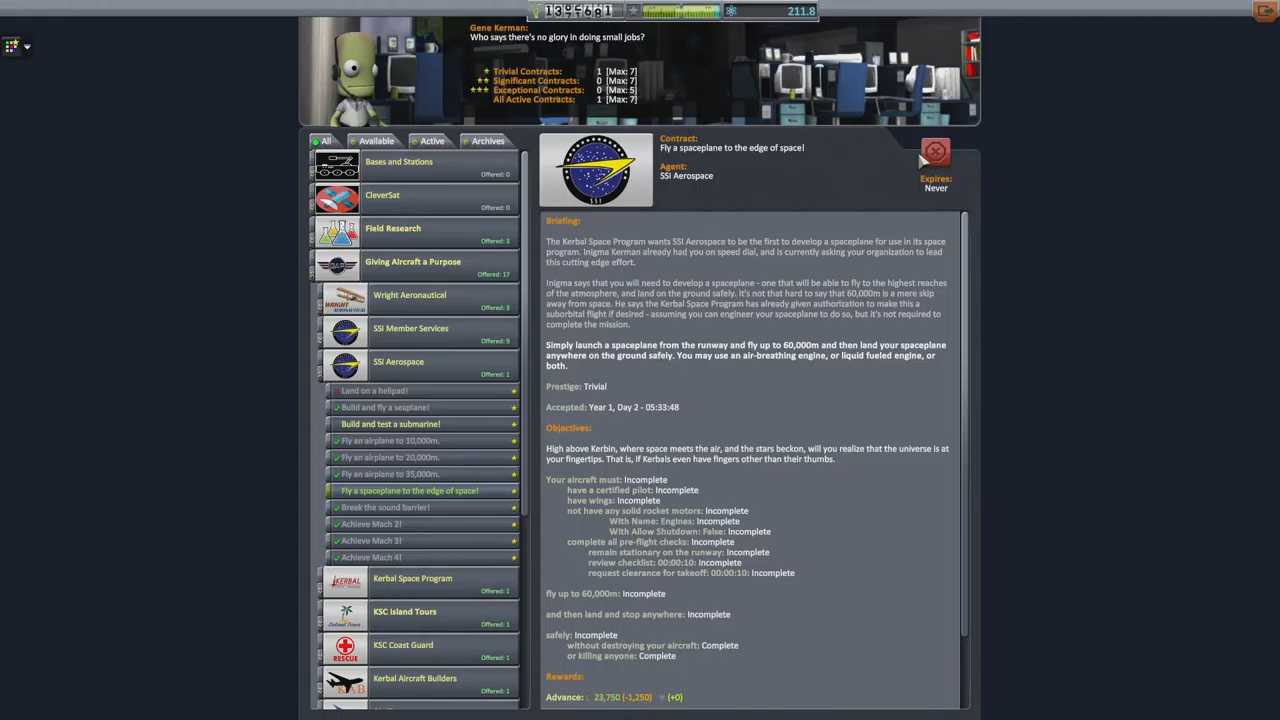 211.8
Gene Kerman:
Who says there's no glory in doing small jobs?
Trivial Contracts: 1 [Max: 7]
Significant Contracts: 0 [Max: 7]
Exceptional Contracts: 0 [Max: 5]
All Active Contracts: 1 [Max: 7]
All
Available
Active
Archives
Bases and Stations
Offered: 0
CleverSat
Offered: 0
Field Research
Offered: 3
Giving Aircraft a Purpose
Offered: 17
Wright Aeronautical
Offered: 3
SSI Member Services
Offered: 9
SSI Aerospace
Offered: 1
Land on a helipad!
Build and fly a seaplane!
Build and test a submarine!
Fly an airplane to 10,000m.
Fly an airplane to 20,000m.
Fly an airplane to 35,000m.
Fly a spaceplane to the edge of space!
Break the sound barrier!
Achieve Mach 2!
Achieve Mach 3!
Achieve Mach 4!
KERBAL
Kerbal Space Program
Offered: 1
KSC Island Tours
Offered: 1
RESCUE
KSC Coast Guard
Offered: 1
KAB
Kerbal Aircraft Builders
Offered: 1
SSI
Contract:
Fly a spaceplane to the edge of space!
Agent:
SSI Aerospace
Expires:
Never
Briefing:
The Kerbal Space Program wants SSI Aerospace to be the first to develop a spaceplane for use in its space
program. Inigma Kerman already had you on speed dial, and is currently asking your organization to lead
this cutting edge effort.
Inigma says that you will need to develop a spaceplane - one that will be able to fly to the highest reaches
of the atmosphere, and land on the ground safely. It's not that hard to say that 60,000m is a mere skip
away from space. He says the Kerbal Space Program has already given authorization to make this a
suborbital flight if desired - assuming you can engineer your spaceplane to do so, but it's not required to
complete the mission.
Simply launch a spaceplane from the runway and fly up to 60,000m and then land your spaceplane
anywhere on the ground safely. You may use an air-breathing engine, or liquid fueled engine, or
both.
Prestige: Trivial
Accepted: Year 1, Day 2 - 05:33:48
Objectives:
High above Kerbin, where space meets the air, and the stars beckon, will you realize that the universe is at
your fingertips. That is, if Kerbals even have fingers other than their thumbs.
Your aircraft must: Incomplete
have a certified pilot: Incomplete
have wings: Incomplete
not have any solid rocket motors: Incomplete
With Name: Engines: Incomplete
With Allow Shutdown: False: Incomplete
complete all pre-flight checks: Incomplete
remain stationary on the runway: Incomplete
review checklist: 00:00:10: Incomplete
request clearance for takeoff: 00:00:10: Incomplete
fly up to 60,000m: Incomplete
and then land and stop anywhere: Incomplete
safely: Incomplete
without destroying your aircraft: Complete
or killing anyone: Complete
Rewards:
Advance: 23,750 (-1,250) (+0)